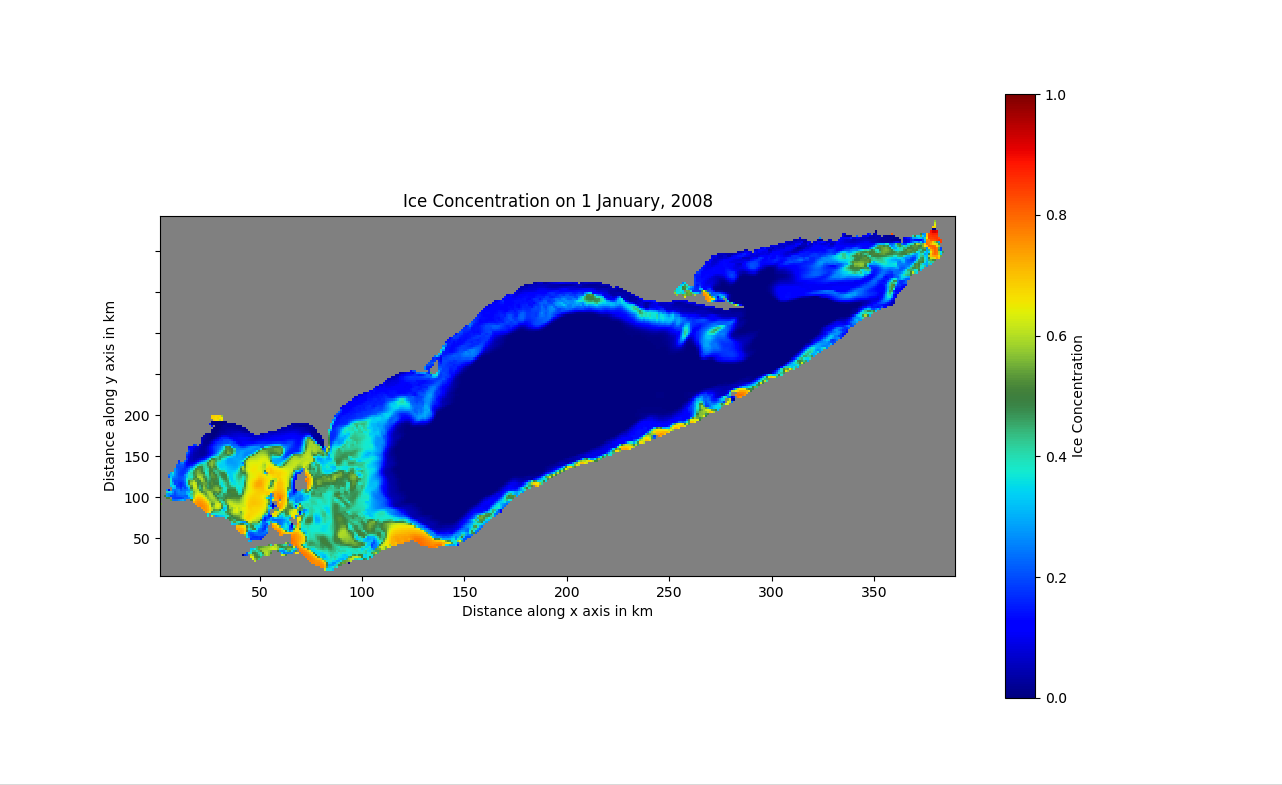 Ice Concentration on 1 January, 2008
Distance along y axis in km
200
150
100
50
50 100 150 200 250 300 350
Distance along x axis in km
1.0
0.8
0.6
0.4
0.2
0.0
Ice Concentration